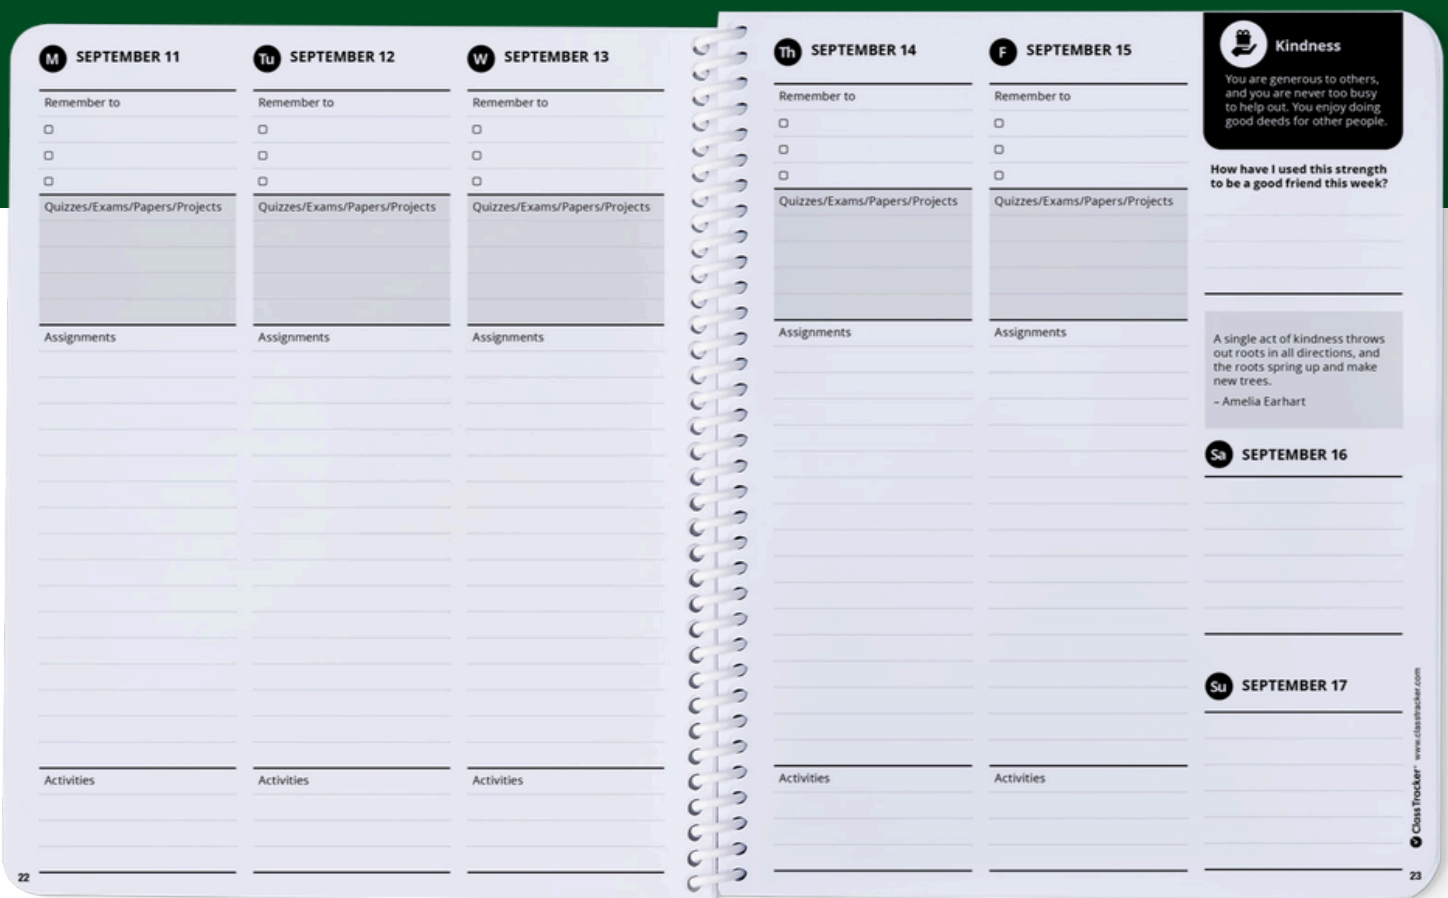 M SEPTEMBER 11
Remember to
Quizzes/Exams/Papers/Projects
Assignments
Activities
Tu SEPTEMBER 12
Remember to
Quizzes/Exams/Papers/Projects
Assignments
Activities
W SEPTEMBER 13
Remember to
Quizzes/Exams/Papers/Projects
Assignments
Activities
22
Th SEPTEMBER 14
Remember to
Quizzes/Exams/Papers/Projects
Assignments
Activities
F SEPTEMBER 15
Remember to
Quizzes/Exams/Papers/Projects
Assignments
Activities
Kindness
You are generous to others,
and you are never too busy
to help out. You enjoy doing
good deeds for other people.
How have I used this strength
to be a good friend this week?
A single act of kindness throws
out roots in all directions, and
the roots spring up and make
new trees.
– Amelia Earhart
Sa SEPTEMBER 16
Su SEPTEMBER 17
ClassTracker® www.classtracker.com
23